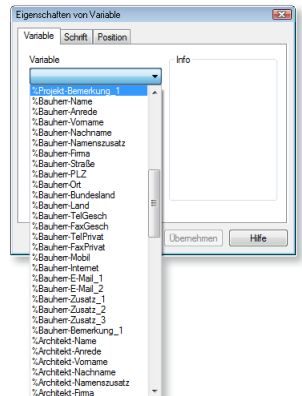 Eigenschaften von Variable
Variable Schrift Position
Variable Info
%Projekt-Bemerkung_1
%Bauherr-Name
%Bauherr-Anrede
%Bauherr-Vorname
%Bauherr-Nachname
%Bauherr-Namenszusatz
%Bauherr-Firma
%Bauherr-Straße
%Bauherr-PLZ
%Bauherr-Ort
%Bauherr-Bundesland
%Bauherr-Land
%Bauherr-TelGesch
%Bauherr-FaxGesch
%Bauherr-TelPrivat
%Bauherr-FaxPrivat
%Bauherr-Mobil
%Bauherr-Internet
%Bauherr-E-Mail_1
%Bauherr-E-Mail_2
%Bauherr-Zusatz_1
%Bauherr-Zusatz_2
%Bauherr-Zusatz_3
%Bauherr-Bemerkung_1
%Architekt-Name
%Architekt-Anrede
%Architekt-Vorname
%Architekt-Nachname
%Architekt-Namenszusatz
%Architekt-Firma
Übernehmen Hilfe